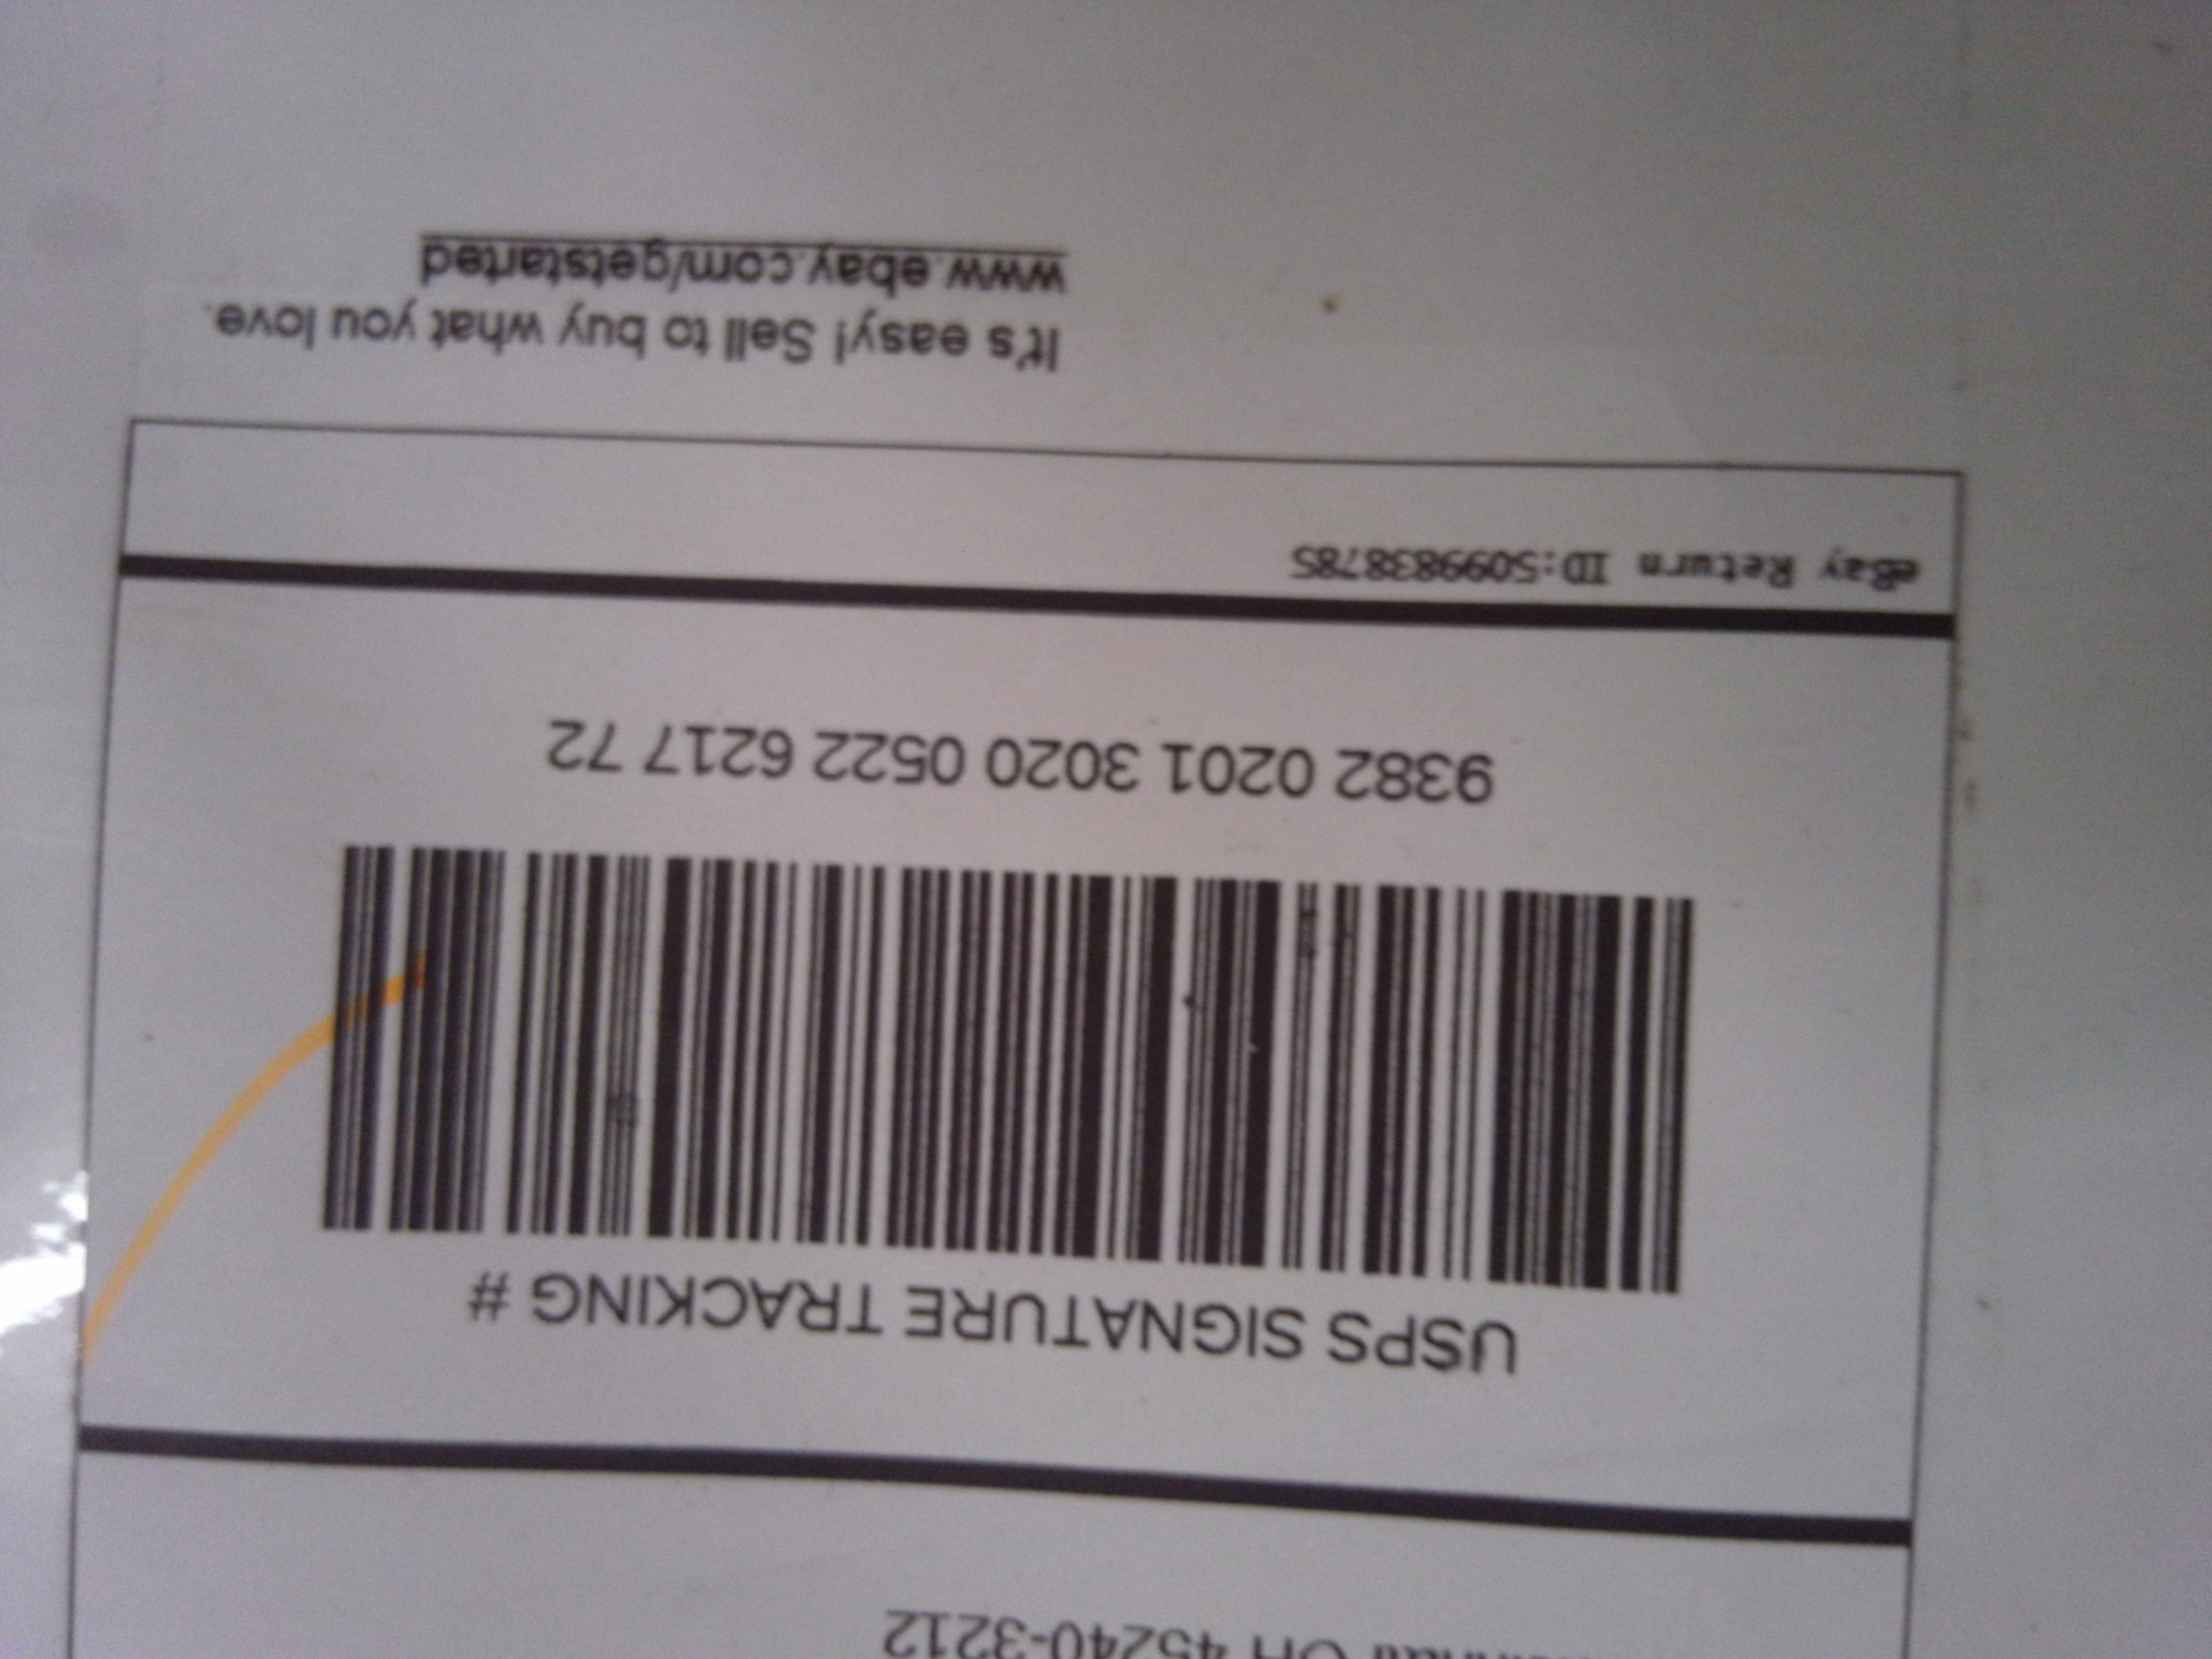 OH 45240-3212
USPS SIGNATURE TRACKING #
9382 0201 3020 0522 6217 72
eBay Return ID:5099838785
It's easy! Sell to buy what you love.
www.ebay.com/getstarted